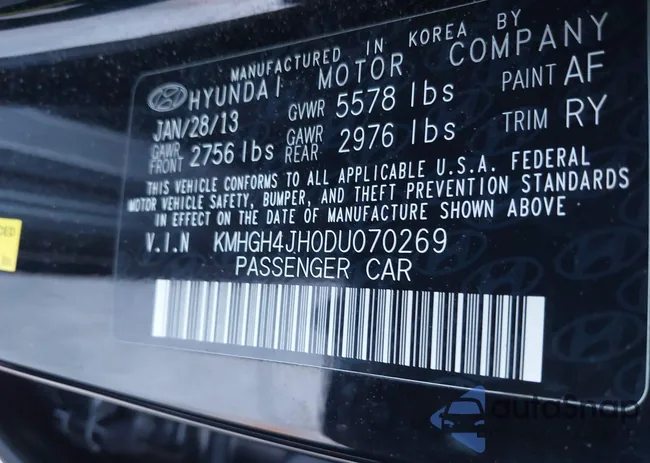 MANUFACTURED IN KOREA BY
HYUNDAI MOTOR COMPANY
JAN/28/13 GVWR 5578 lbs PAINT AF
GAWR FRONT 2756 lbs GAWR REAR 2976 lbs TRIM RY
THIS VEHICLE CONFORMS TO ALL APPLICABLE U.S.A. FEDERAL
MOTOR VEHICLE SAFETY, BUMPER, AND THEFT PREVENTION STANDARDS
IN EFFECT ON THE DATE OF MANUFACTURE SHOWN ABOVE
V.I.N KMHGH4JH0DU070269
PASSENGER CAR
autoSnap